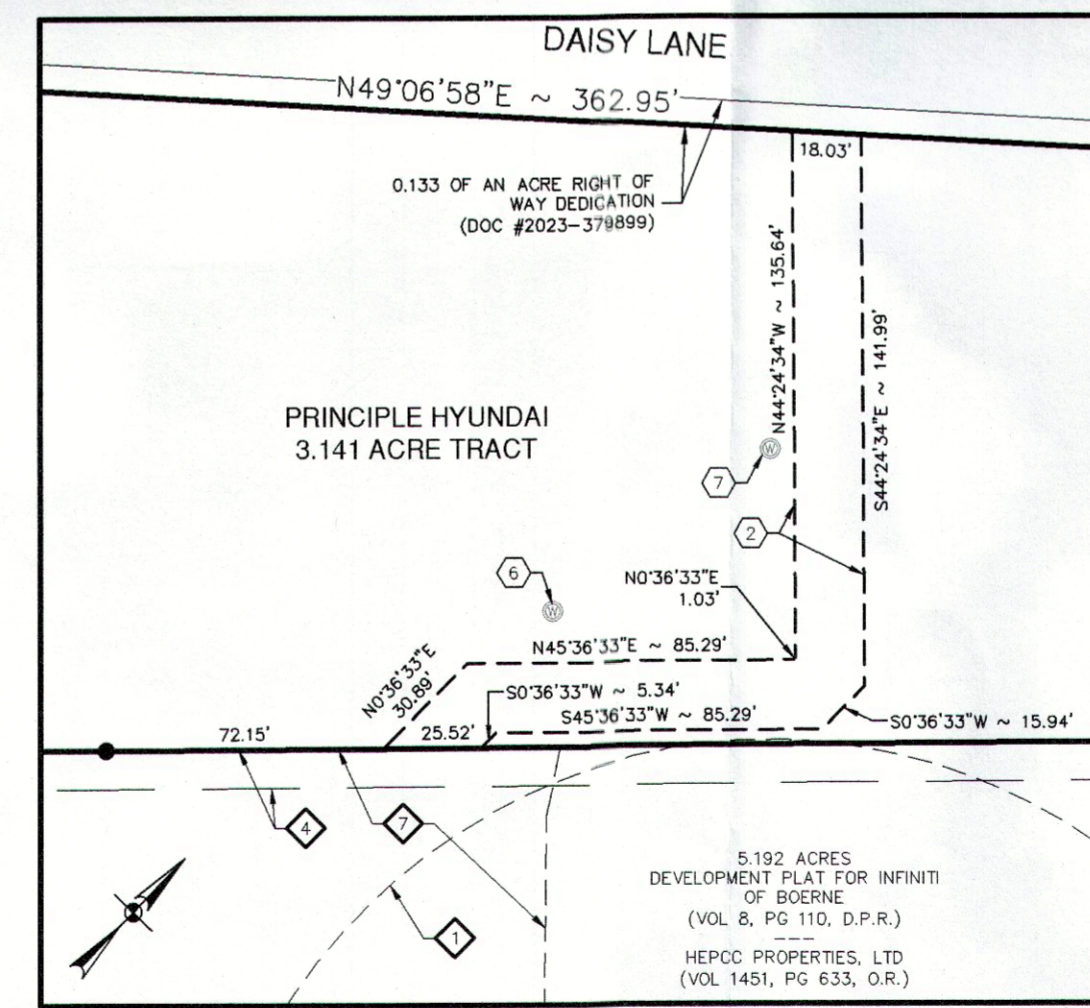 DAISY LANE
N49°06'58"E ~ 362.95'
18.03'
0.133 OF AN ACRE RIGHT OF
WAY DEDICATION
(DOC #2023-379899)
N44°24'34"W ~ 135.64'
S44°24'34"E ~ 141.99'
PRINCIPLE HYUNDAI
3.141 ACRE TRACT
W
7
2
6
W
N0°36'33"E
1.03'
N45°36'33"E ~ 85.29'
N0°36'33"E
30.89'
S0°36'33"W ~ 5.34'
S45°36'33"W ~ 85.29'
S0°36'33"W ~ 15.94'
72.15'
25.52'
4
7
1
5.192 ACRES
DEVELOPMENT PLAT FOR INFINITI
OF BOERNE
(VOL 8, PG 110, D.P.R.)
HEPCC PROPERTIES, LTD
(VOL 1451, PG 633, O.R.)